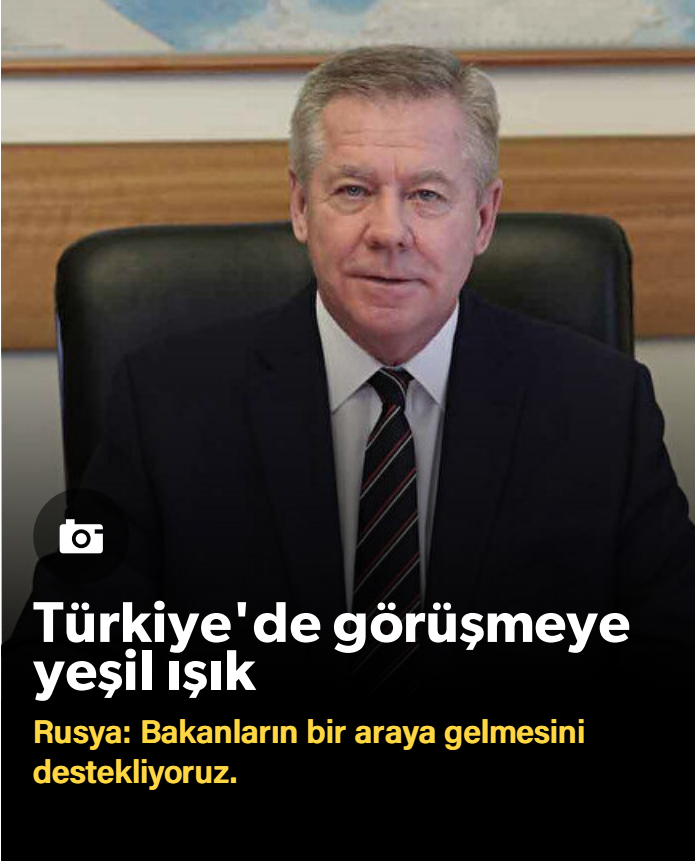 Türkiye'de görüşmeye
yeşil ışık
Rusya: Bakanların bir araya gelmesini
destekliyoruz.